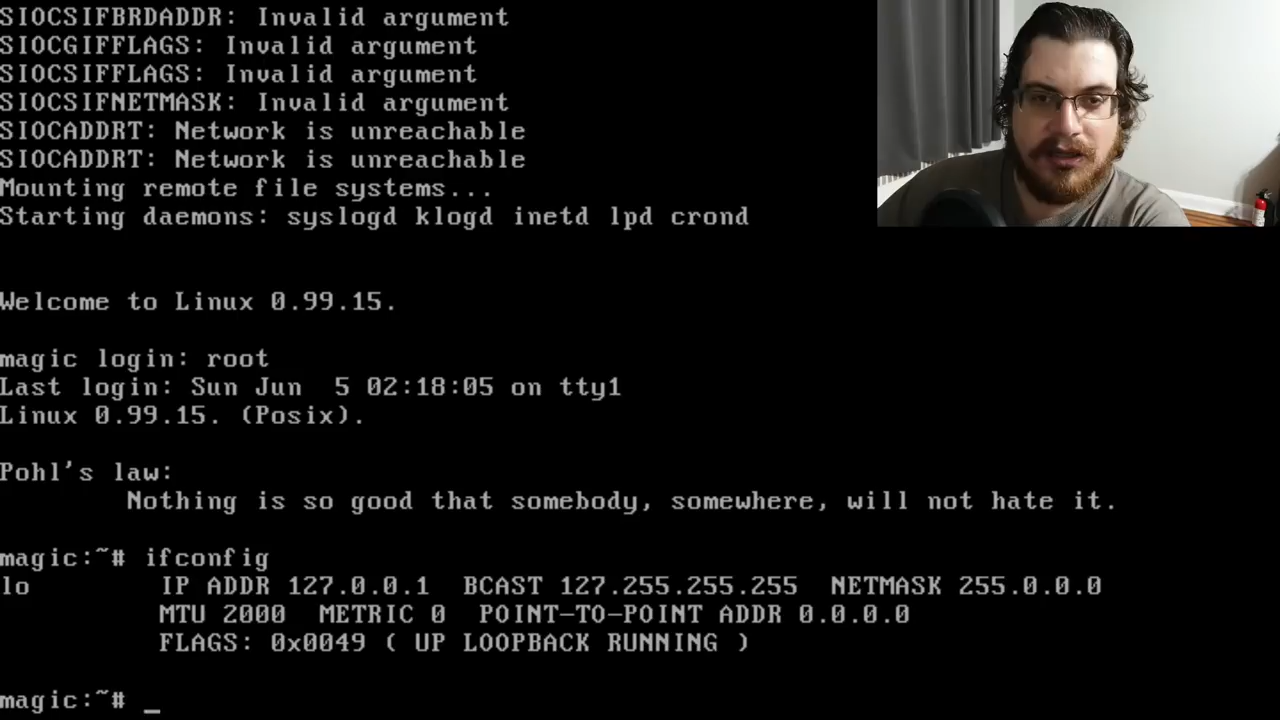 SIOCSIFBRDADDR: Invalid argument
SIOCGIFFLAGS: Invalid argument
SIOCSIFFLAGS: Invalid argument
SIOCSIFNETMASK: Invalid argument
SIOCADDRT: Network is unreachable
SIOCADDRT: Network is unreachable
Mounting remote file systems...
Starting daemons: syslogd klogd inetd lpd crond
Welcome to Linux 0.99.15.
magic login: root
Last login: Sun Jun  5 02:18:05 on tty1
Linux 0.99.15. (Posix).
Pohl's law:
Nothing is so good that somebody, somewhere, will not hate it.
magic:~# ifconfig
lo        IP ADDR 127.0.0.1  BCAST 127.255.255.255  NETMASK 255.0.0.0
MTU 2000  METRIC 0  POINT-TO-POINT ADDR 0.0.0.0
FLAGS: 0x0049 ( UP LOOPBACK RUNNING )
magic:~# _